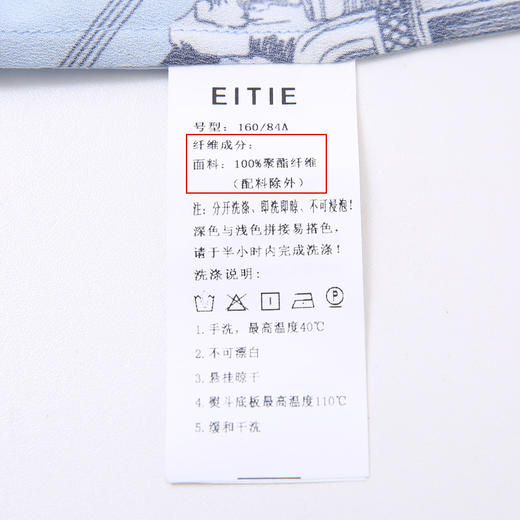 EITIE
号型: 160/84A
纤维成分:
面料: 100%聚酯纤维
(配料除外)
注: 分开洗涤、即洗即晾、不可浸泡!
深色与浅色拼接易搭色,
请于半小时内完成洗涤!
洗涤说明:
P
1.手洗,最高温度40℃
2.不可漂白
3.悬挂晾干
4.熨斗底板最高温度110℃
5.缓和干洗